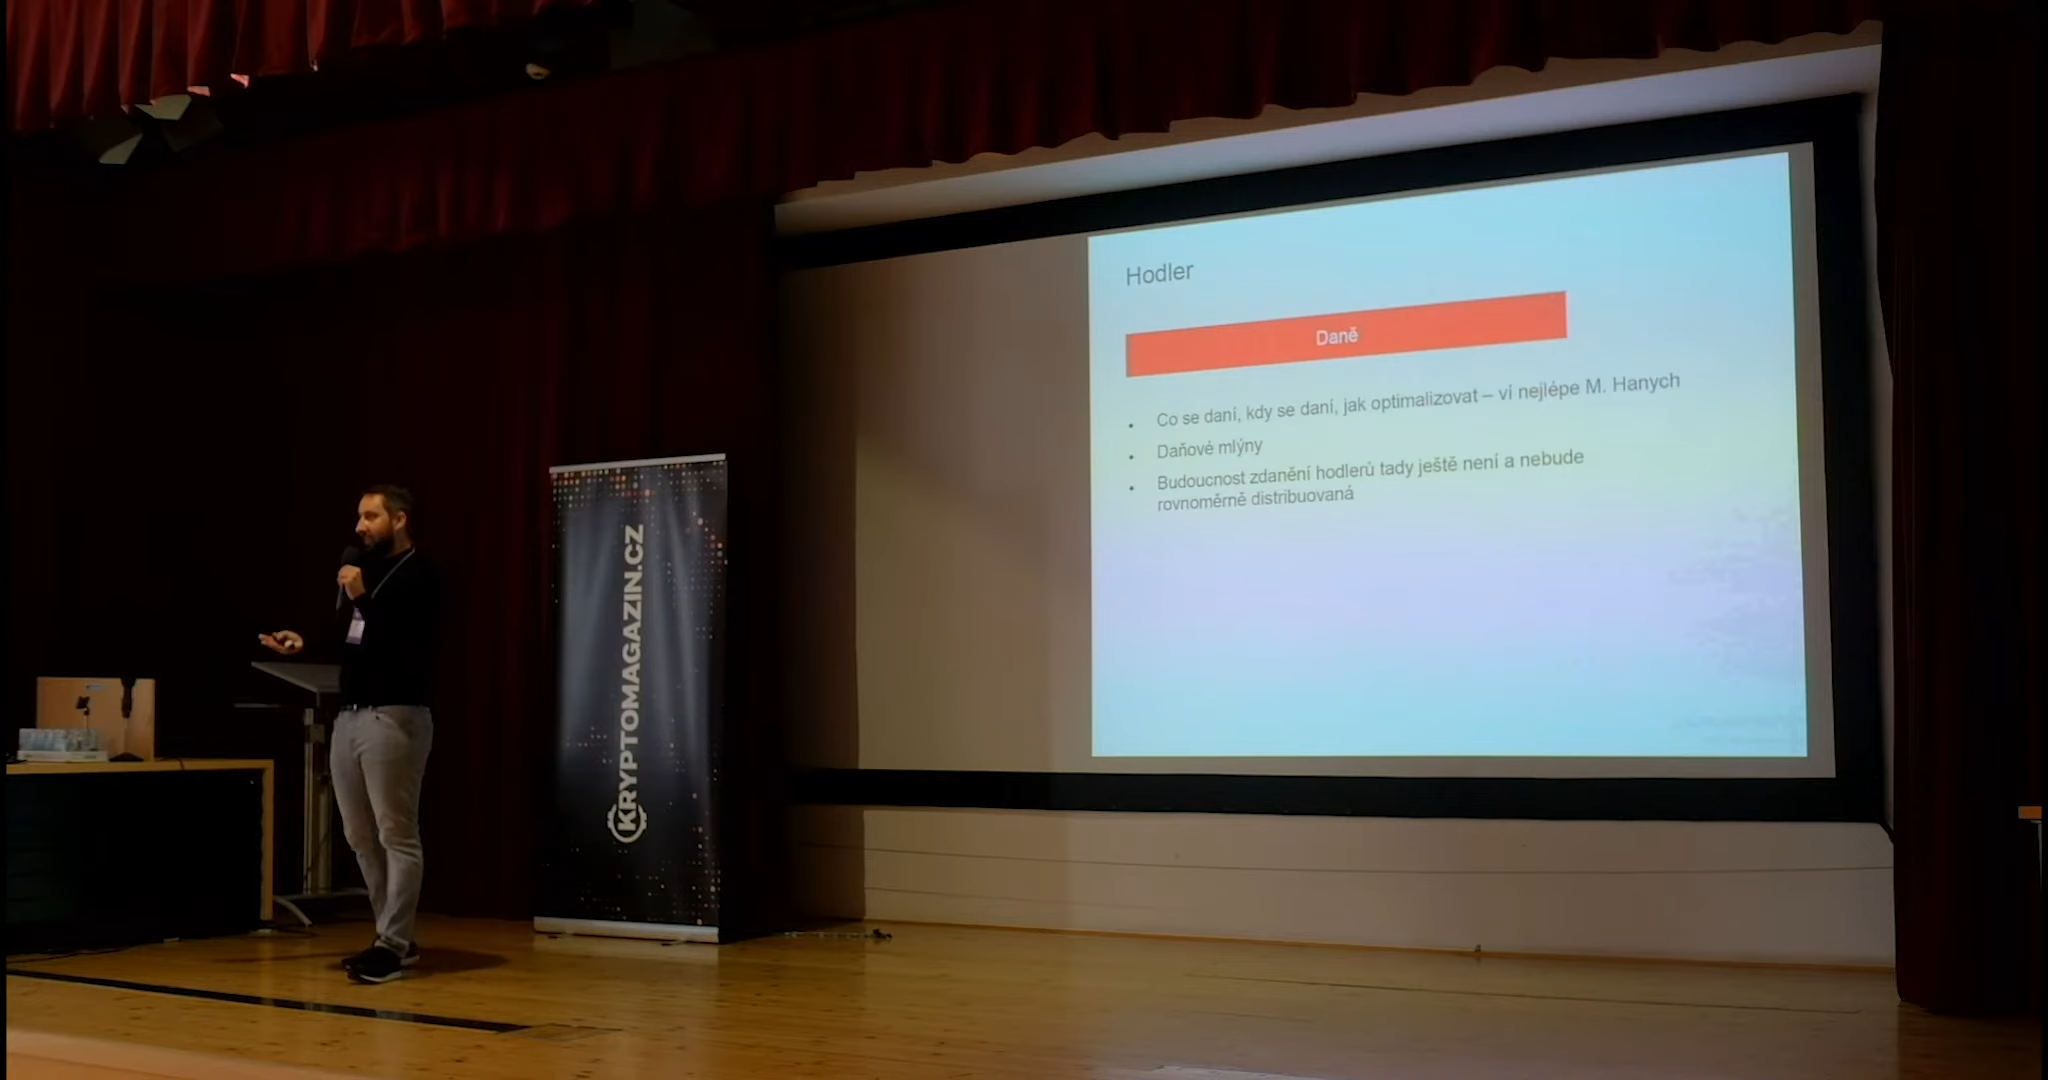 Hodler
Daně
Co se daní, kdy se daní, jak optimalizovat – ví nejlépe M. Hanych
Daňové mlýny
Budoucnost zdanění hodlerů tady ještě není a nebude
rovnoměrně distribuovaná
KRYPTOMAGAZIN.CZ